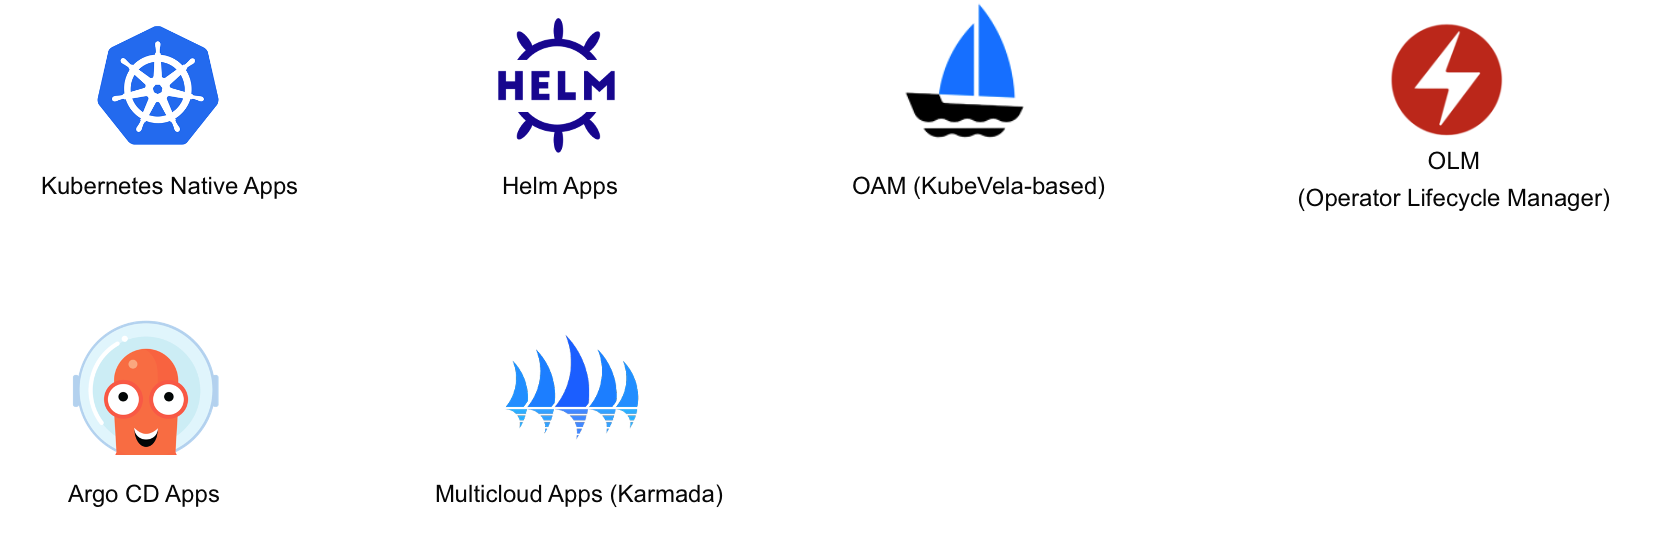 HELM
Kubernetes Native Apps
Helm Apps
OAM (KubeVela-based)
OLM
(Operator Lifecycle Manager)
Argo CD Apps
Multicloud Apps (Karmada)